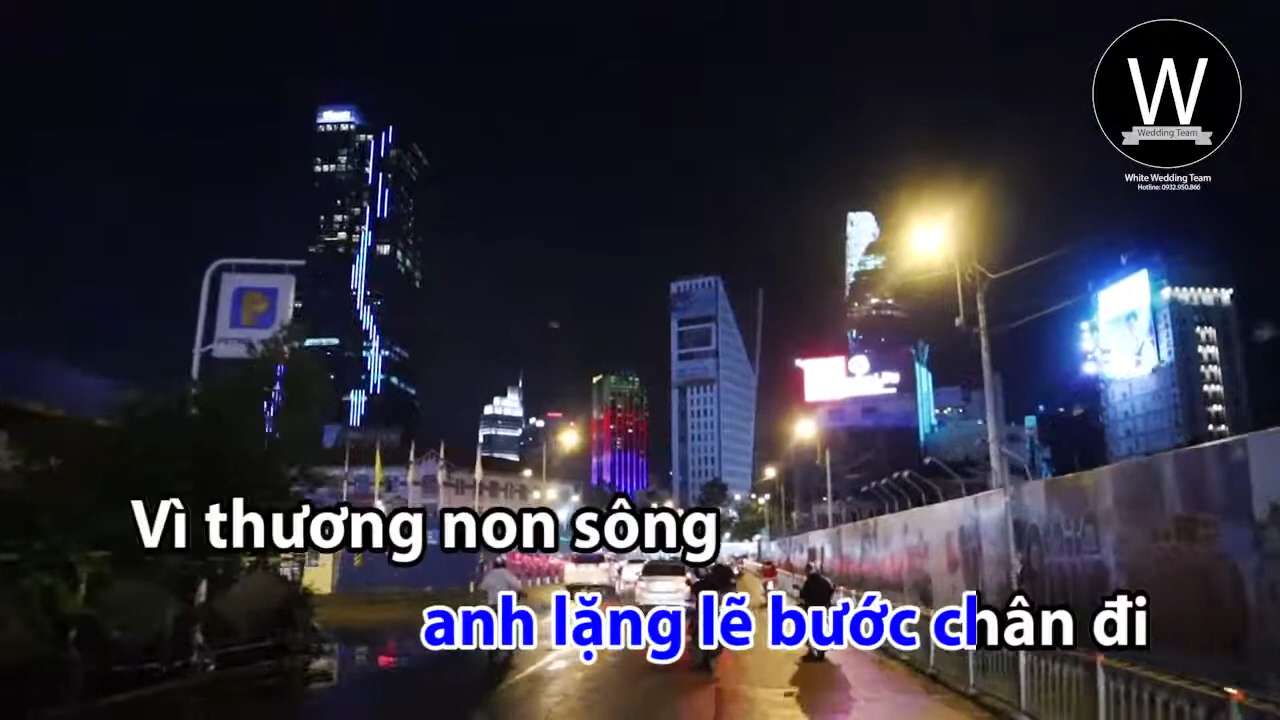 W
Wedding Team
White Wedding Team
Hotline: 0932.950.866
P
Vì thương non sông
anh lặng lẽ bước chân đi